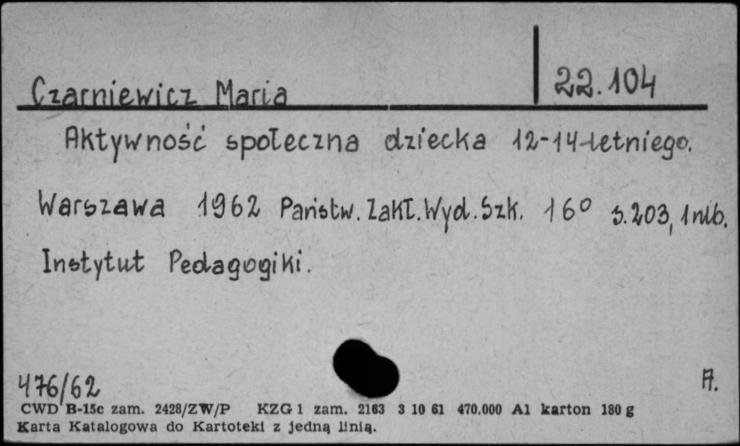 22.104
Czarniewicz Maria
Aktywność społeczna dziecka 12-14-letniego.
Warszawa 1962 Państw. Zakł. Wyd. Szk. 16° s. 203, 1 nlb.
Instytut Pedagogiki.
476/62 A.
CWD B-15c zam. 2428/ZW/P KZG 1 zam. 2163 3 10 61 470.000 A1 karton 180 g
Karta Katalogowa do Kartoteki z jedną linią.